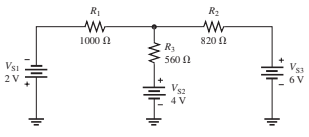 R1 R2
1000 Ω R3 820 Ω
560 Ω
- +
VS1 VS3
2 V + 6 V
+ VS2 -
4 V
-